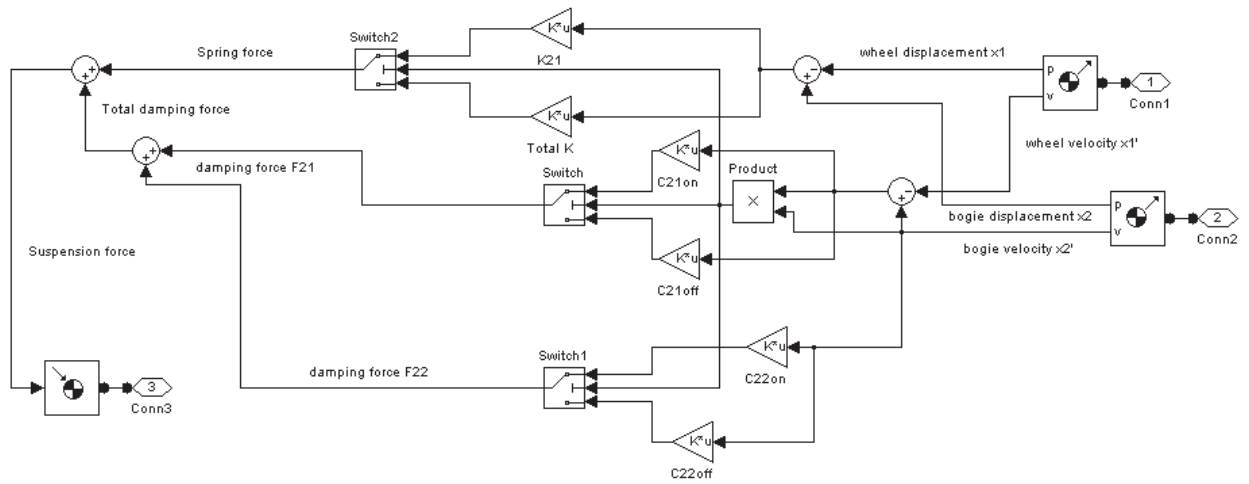 Switch2
K*u
K21
Spring force
wheel displacement x1
p
v
1
Conn1
Total damping force
K*u
Total K
wheel velocity x1'
damping force F21
K*u
C21on
Product
Switch
×
p
v
2
Conn2
bogie displacement x2
bogie velocity x2'
Suspension force
K*u
C21off
K*u
C22on
Switch1
damping force F22
3
Conn3
K*u
C22off